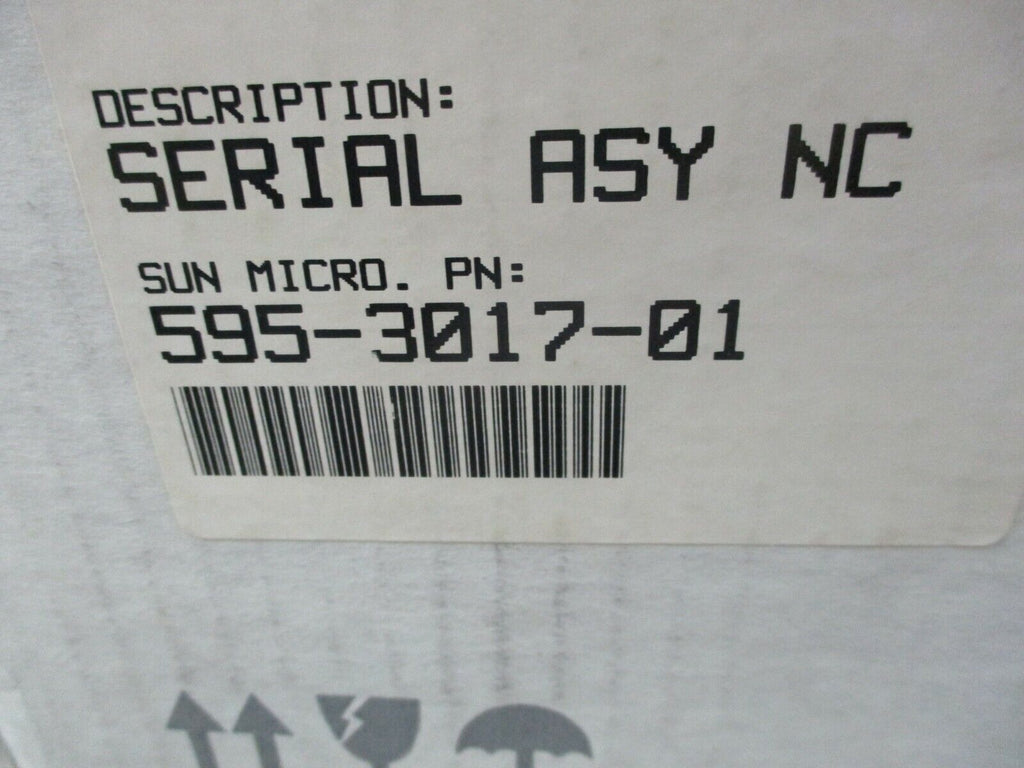 DESCRIPTION:
SERIAL ASY NC
SUN MICRO. PN:
595-3017-01